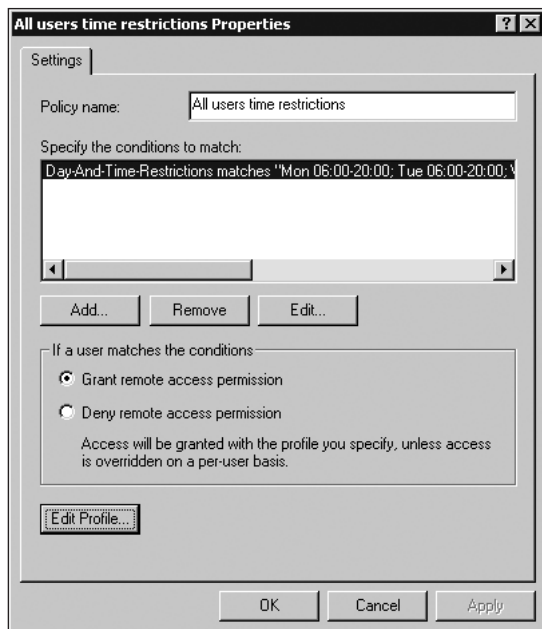 All users time restrictions Properties
Settings
Policy name: All users time restrictions
Specify the conditions to match:
Day-And-Time-Restrictions matches "Mon 06:00-20:00; Tue 06:00-20:00;
Add... Remove Edit...
If a user matches the conditions
Grant remote access permission
Deny remote access permission
Access will be granted with the profile you specify, unless access
is overridden on a per-user basis.
Edit Profile...
OK Cancel Apply